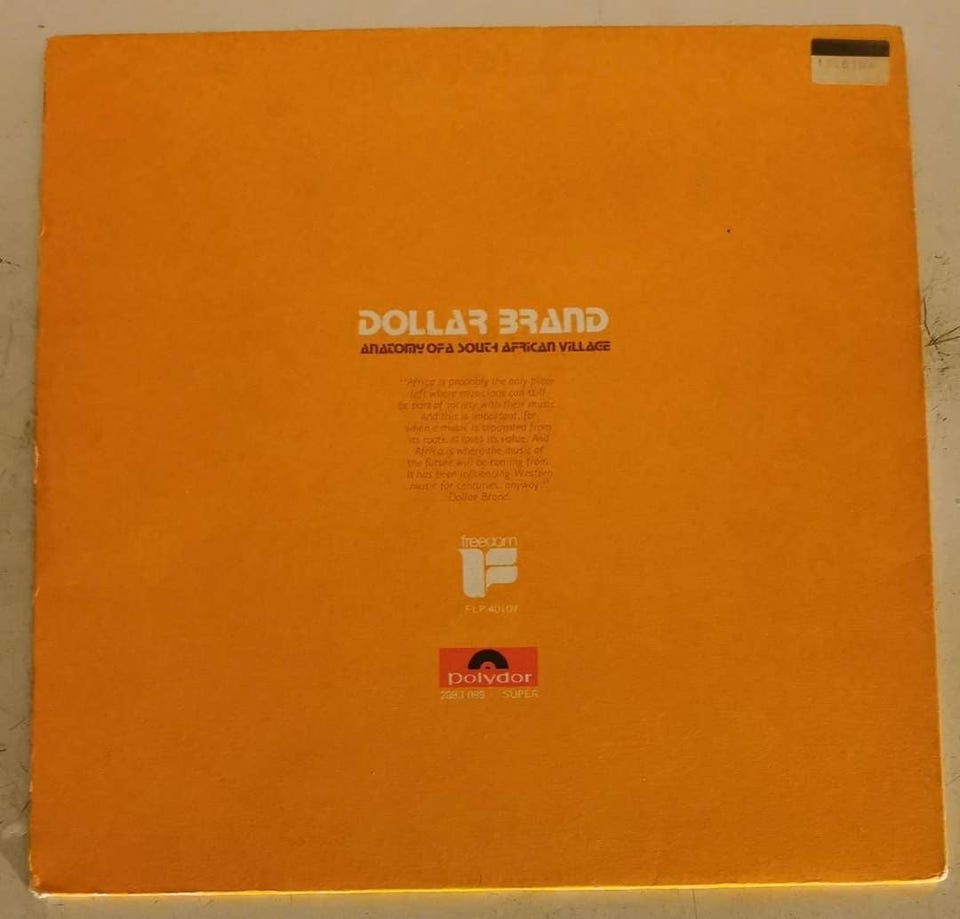 DOLLAR BRAND
ANATOMY OF A SOUTH AFRICAN VILLAGE
"Africa is probably the only place
left where musicians can still
be part of society with their music.
And this is important, for
when a music is separated from
its roots, it loses its value. And
Africa is where the music of
the future will be coming from.
It has been influencing Western
music for centuries, anyway."
Dollar Brand.
freedom
F
FLP 40107
polydor
SUPER